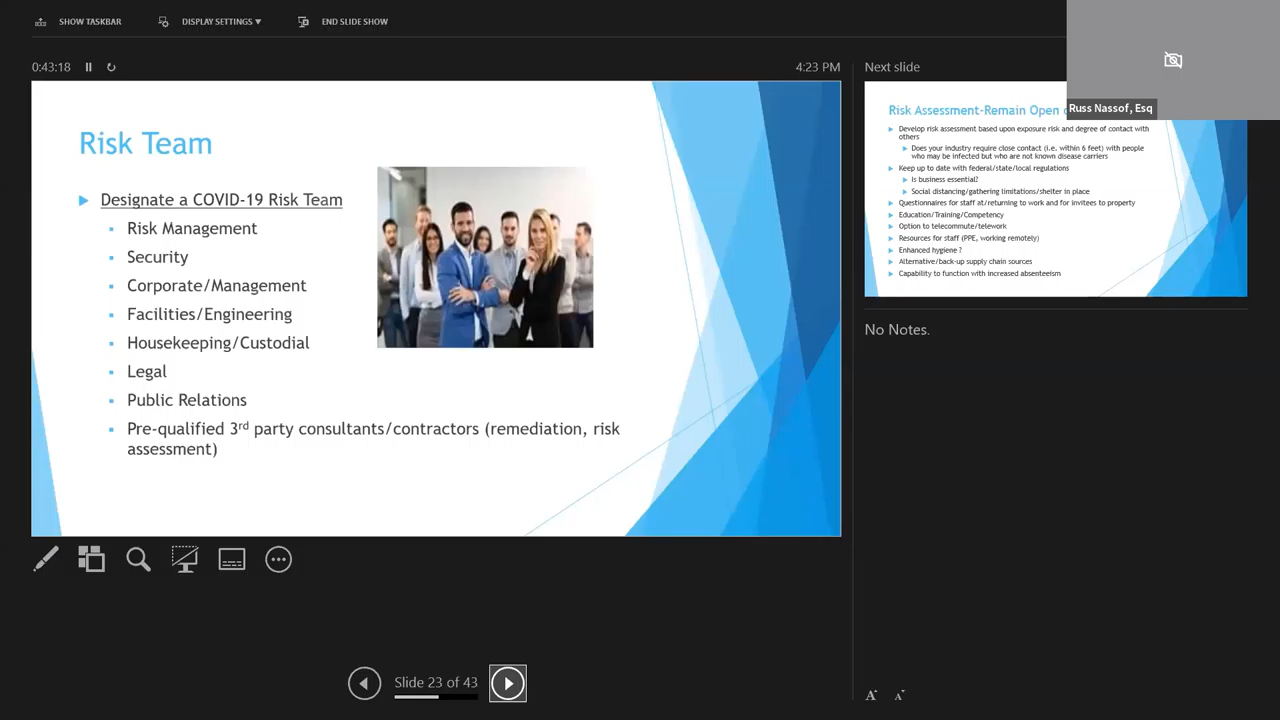 SHOW TASKBAR
DISPLAY SETTINGS ▼
END SLIDE SHOW
0:43:18
4:23 PM
Risk Team
Designate a COVID-19 Risk Team
Risk Management
Security
Corporate/Management
Facilities/Engineering
Housekeeping/Custodial
Legal
Public Relations
Pre-qualified 3rd party consultants/contractors (remediation, risk
assessment)
Slide 23 of 43
Next slide
Russ Nassof, Esq
Risk Assessment-Remain Open
Develop risk assessment based upon exposure risk and degree of contact with
others
Does your industry require close contact (i.e. within 6 feet) with people
who may be infected but who are not known disease carriers
Keep up to date with federal/state/local regulations
Is business essential?
Social distancing/gathering limitations/shelter in place
Questionnaires for staff at/returning to work and for invitees to property
Education/Training/Competency
Option to telecommute/telework
Resources for staff (PPE, working remotely)
Enhanced hygiene ?
Alternative/back-up supply chain sources
Capability to function with increased absenteeism
No Notes.
A A